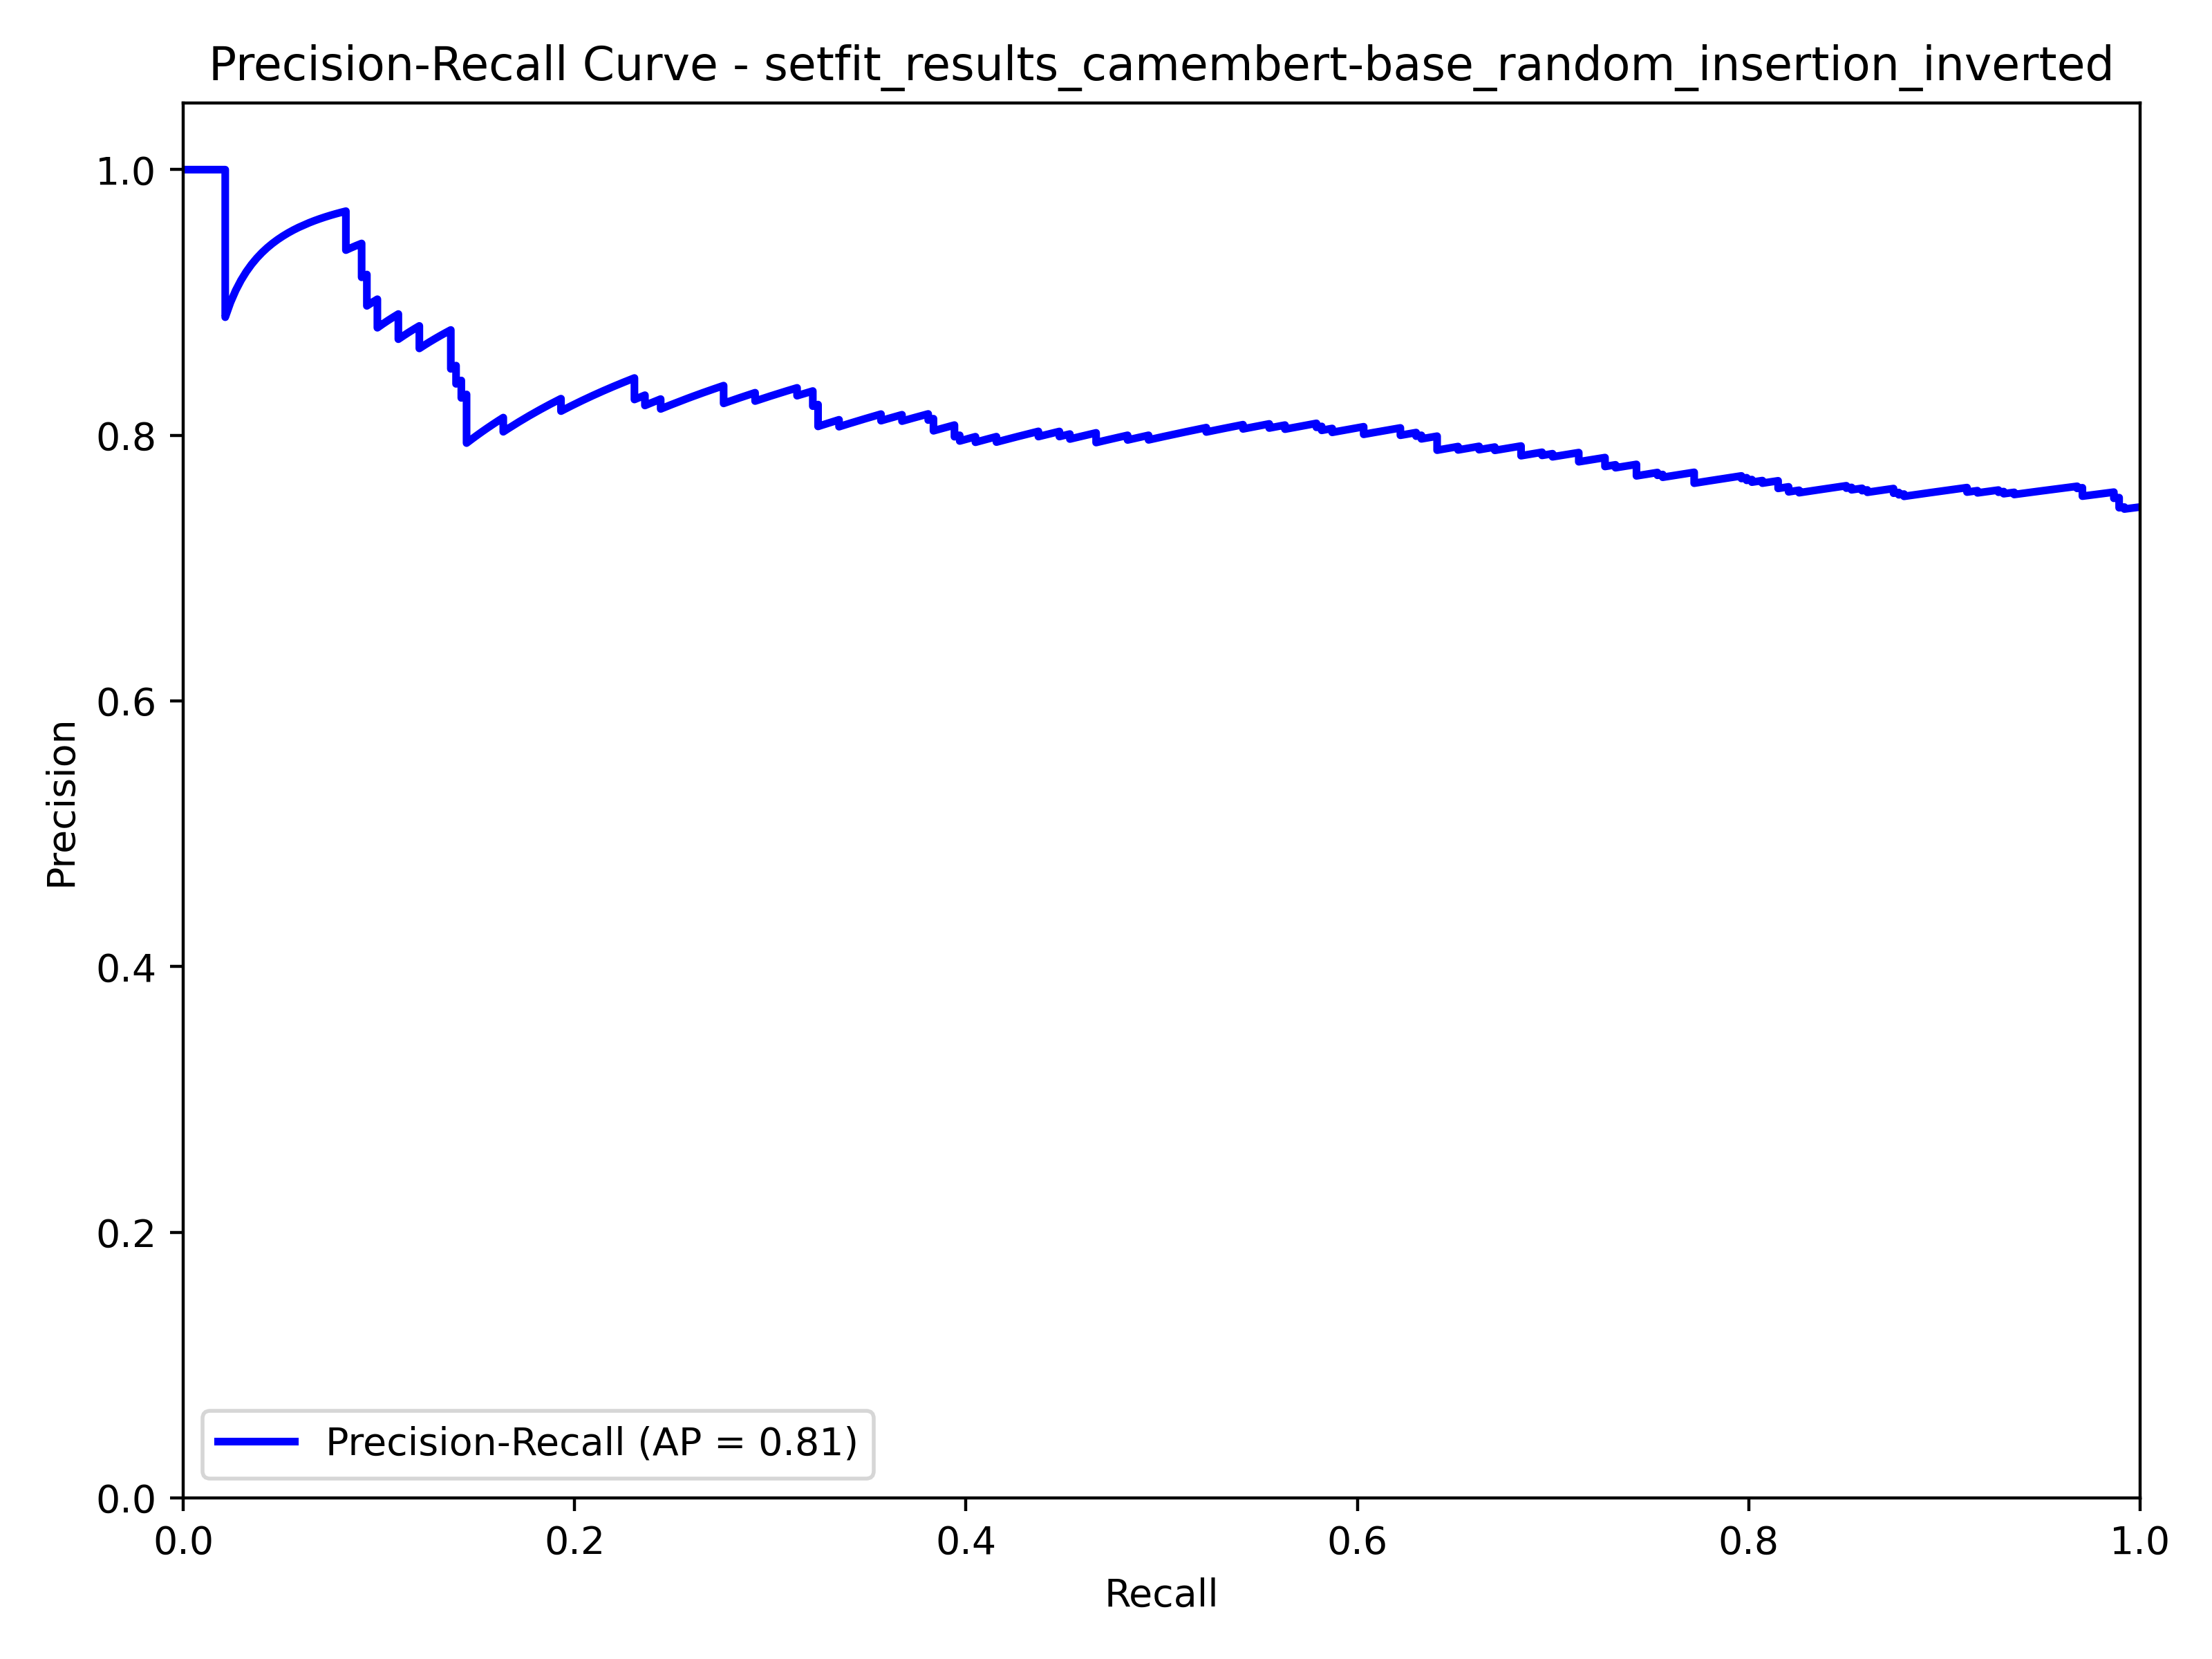 Precision-Recall Curve - setfit_results_camembert-base_random_insertion_inverted
1.0
0.8
0.6
0.4
0.2
0.0
Precision
Precision-Recall (AP = 0.81)
0.0 0.2 0.4 0.6 0.8 1.0
Recall